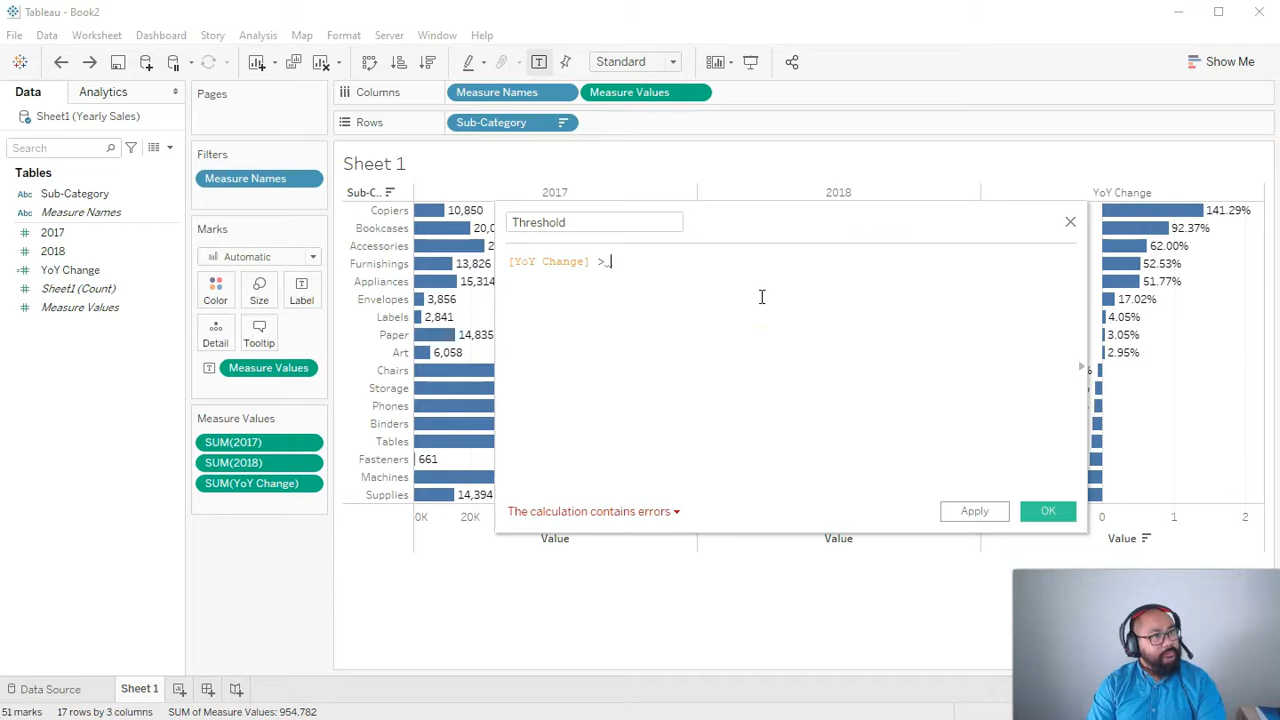 Tableau - Book2
File Data Worksheet Dashboard Story Analysis Map Format Server Window Help
Standard
Show Me
Data Analytics
Pages
Columns Measure Names Measure Values
Sheet1 (Yearly Sales)
Rows Sub-Category
Search
Filters
Measure Names
Tables
Abc Sub-Category
Abc Measure Names
2017
2018
YoY Change
Sheet1 (Count)
Measure Values
Marks
Automatic
Color Size Label
Detail Tooltip
Measure Values
Measure Values
SUM(2017)
SUM(2018)
SUM(YoY Change)
Sheet 1
Sub-C.. 2017 2018 YoY Change
Copiers 10,850 141.29%
Bookcases 20,0 92.37%
Accessories 2 62.00%
Furnishings 13,826 52.53%
Appliances 15,314 51.77%
Envelopes 3,856 17.02%
Labels 2,841 4.05%
Paper 14,835 3.05%
Art 6,058 2.95%
Chairs %
Storage
Phones
Binders
Tables
Fasteners 661
Machines
Supplies 14,394
0K 20K 0 1 2
Value Value Value
Threshold
[YoY Change] >
The calculation contains errors
Apply OK
Data Source Sheet 1
51 marks 17 rows by 3 columns SUM of Measure Values: 954.782